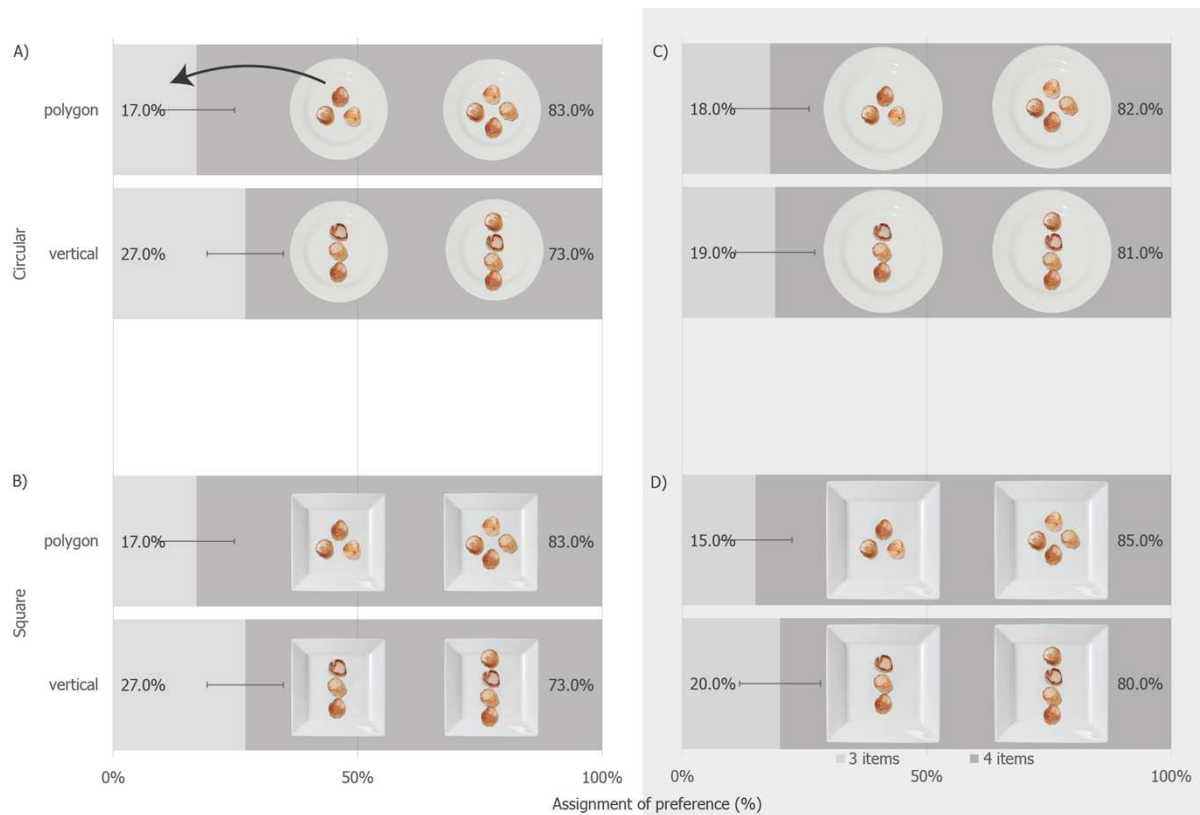 A)
polygon
17.0%
83.0%
Circular
vertical
27.0%
73.0%
B)
polygon
17.0%
83.0%
Square
vertical
27.0%
73.0%
0%
50%
100%
C)
18.0%
82.0%
19.0%
81.0%
D)
15.0%
85.0%
20.0%
80.0%
3 items
4 items
0%
50%
100%
Assignment of preference (%)